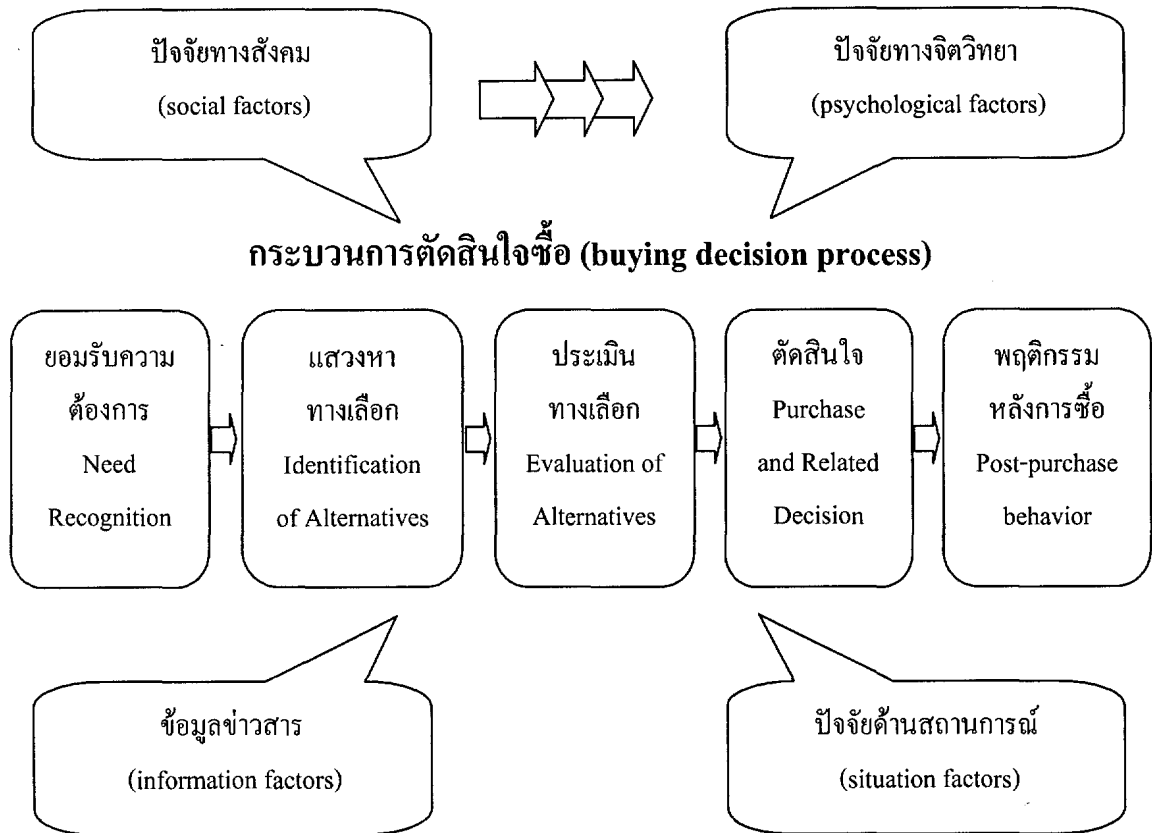 ปัจจัยทางสังคม
(social factors)
ปัจจัยทางจิตวิทยา
(psychological factors)
กระบวนการตัดสินใจซื้อ (buying decision process)
ยอมรับความ
ต้องการ
Need
Recognition
แสวงหา
ทางเลือก
Identification
of Alternatives
ประเมิน
ทางเลือก
Evaluation of
Alternatives
ตัดสินใจ
Purchase
and Related
Decision
พฤติกรรม
หลังการซื้อ
Post-purchase
behavior
ข้อมูลข่าวสาร
(information factors)
ปัจจัยด้านสถานการณ์
(situation factors)